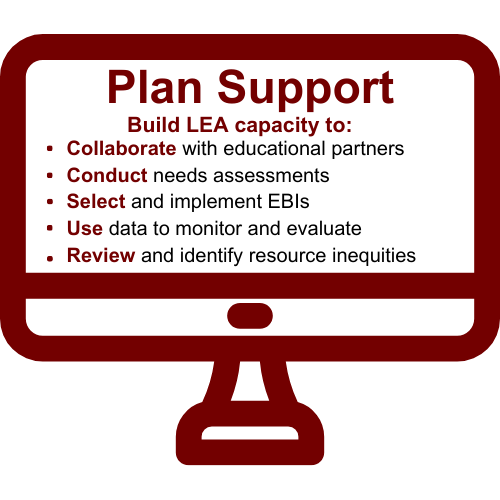 Plan Support
Build LEA capacity to:
• Collaborate with educational partners
• Conduct needs assessments
• Select and implement EBIs
• Use data to monitor and evaluate
• Review and identify resource inequities